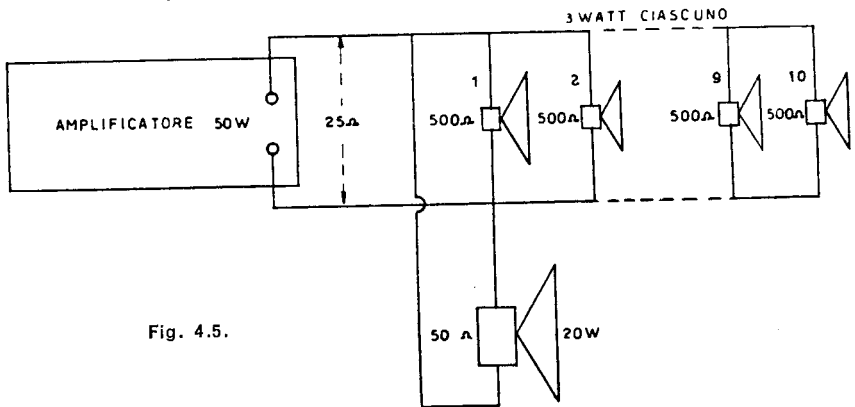 3 WATT CIASCUNO
1 2 9 10
AMPLIFICATORE 50W
25Ω
500Ω 500Ω 500Ω 500Ω
50 Ω 20W
Fig. 4.5.